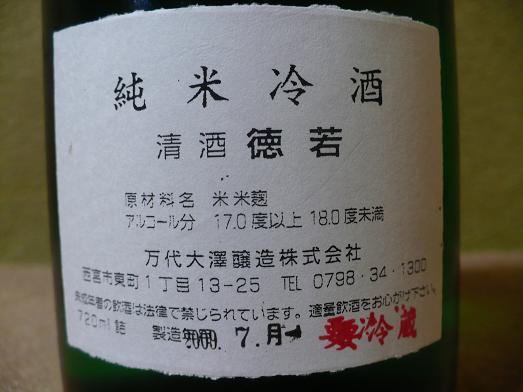 純米冷酒
清酒 徳若
原材料名 米 米麹
アルコール分 17.0度以上18.0度未満
万代大澤醸造株式会社
西宮市東町1丁目13-25 TEL 0798・34・1300
未成年者の飲酒は法律で禁じられています。適量飲酒をお心がけ下さい。
720ml詰 製造年月 7.月 要冷蔵